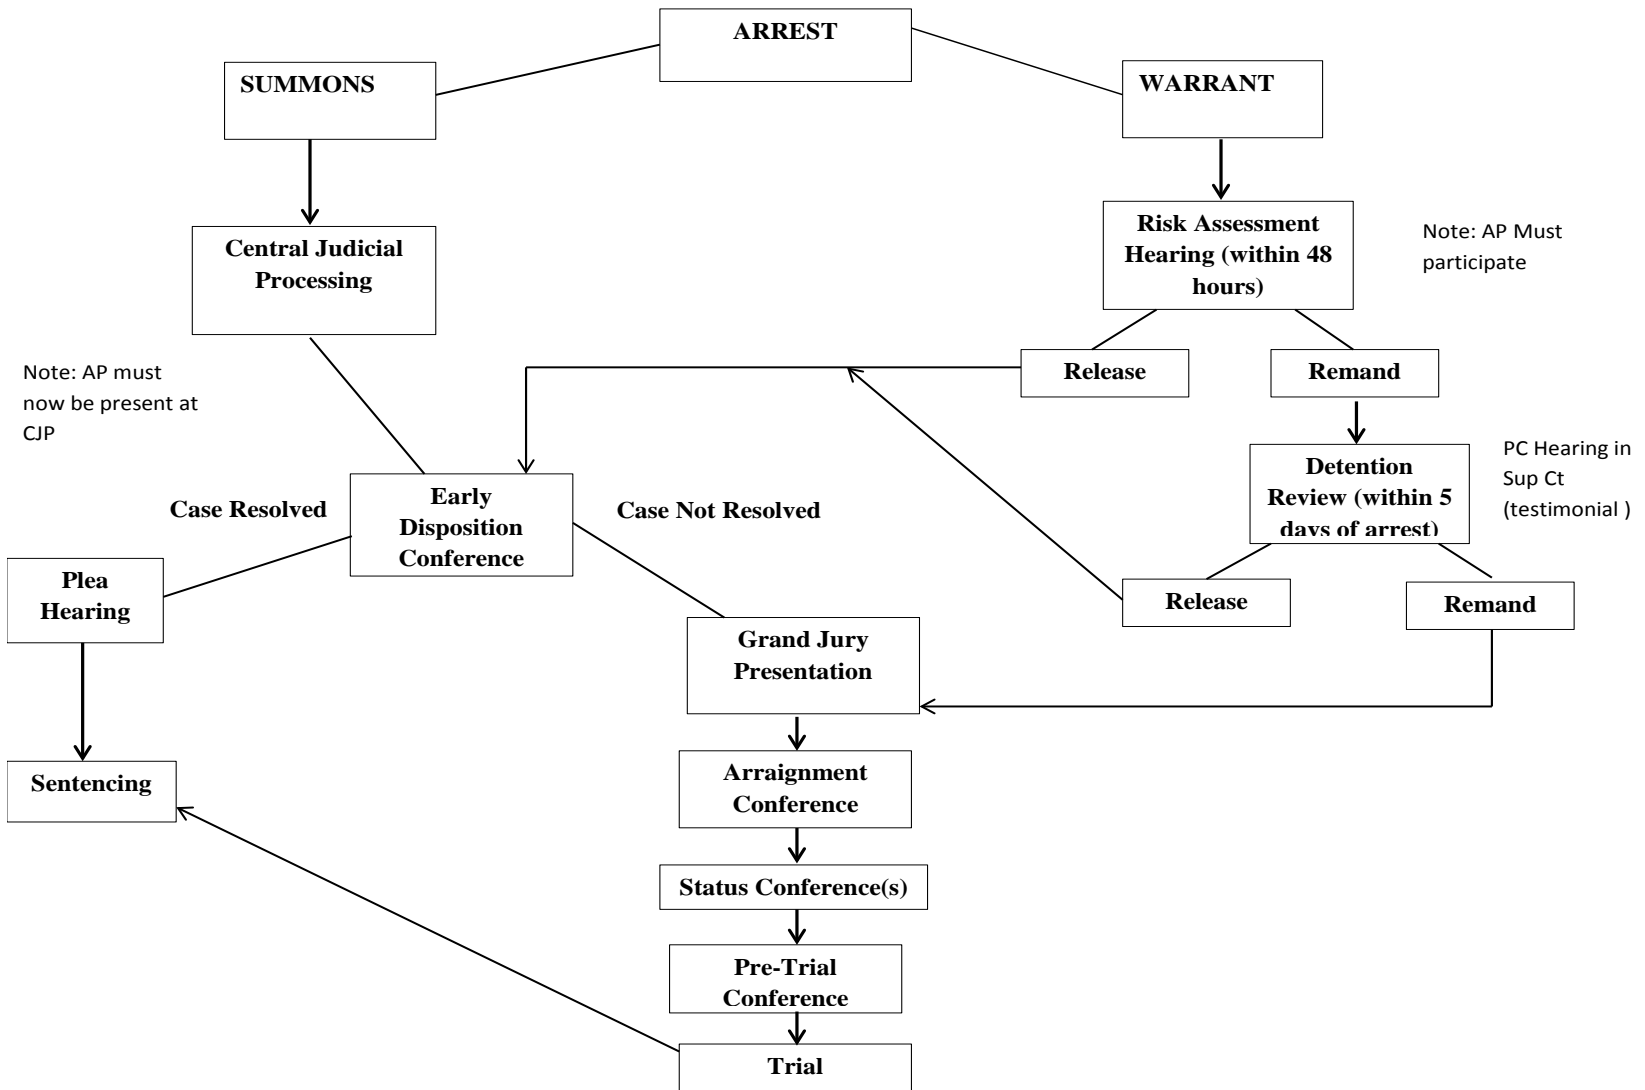 ARREST
SUMMONS
WARRANT
Central Judicial
Processing
Risk Assessment
Hearing (within 48
hours)
Note: AP Must
participate
Release
Remand
Note: AP must
now be present at
CJP
Detention
Review (within 5
days of arrest)
PC Hearing in
Sup Ct
(testimonial )
Case Resolved
Early
Disposition
Conference
Case Not Resolved
Plea
Hearing
Release
Remand
Grand Jury
Presentation
Sentencing
Arraignment
Conference
Status Conference(s)
Pre-Trial
Conference
Trial